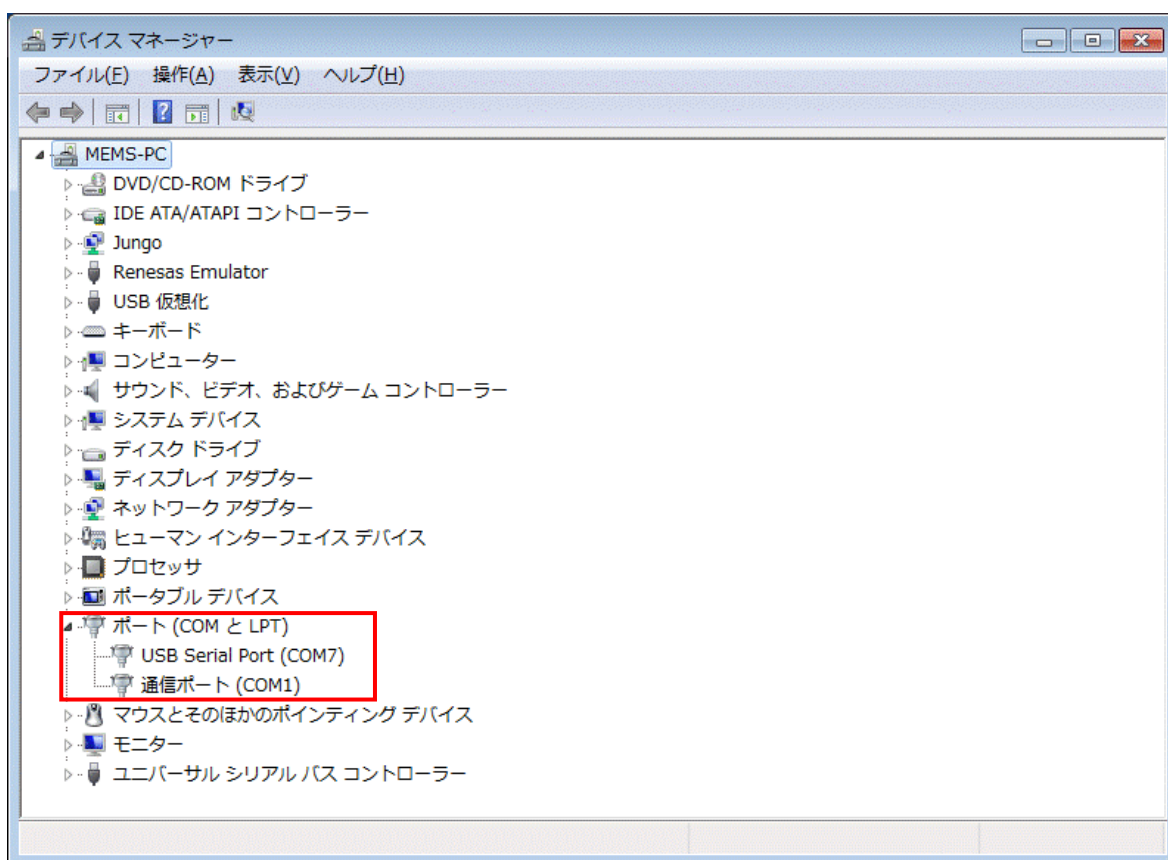 デバイス マネージャー
ファイル(F) 操作(A) 表示(V) ヘルプ(H)
MEMS-PC
DVD/CD-ROM ドライブ
IDE ATA/ATAPI コントローラー
Jungo
Renesas Emulator
USB 仮想化
キーボード
コンピューター
サウンド、ビデオ、およびゲーム コントローラー
システム デバイス
ディスク ドライブ
ディスプレイ アダプター
ネットワーク アダプター
ヒューマン インターフェイス デバイス
プロセッサ
ポータブル デバイス
ポート (COM と LPT)
USB Serial Port (COM7)
通信ポート (COM1)
マウスとそのほかのポインティング デバイス
モニター
ユニバーサル シリアル バス コントローラー